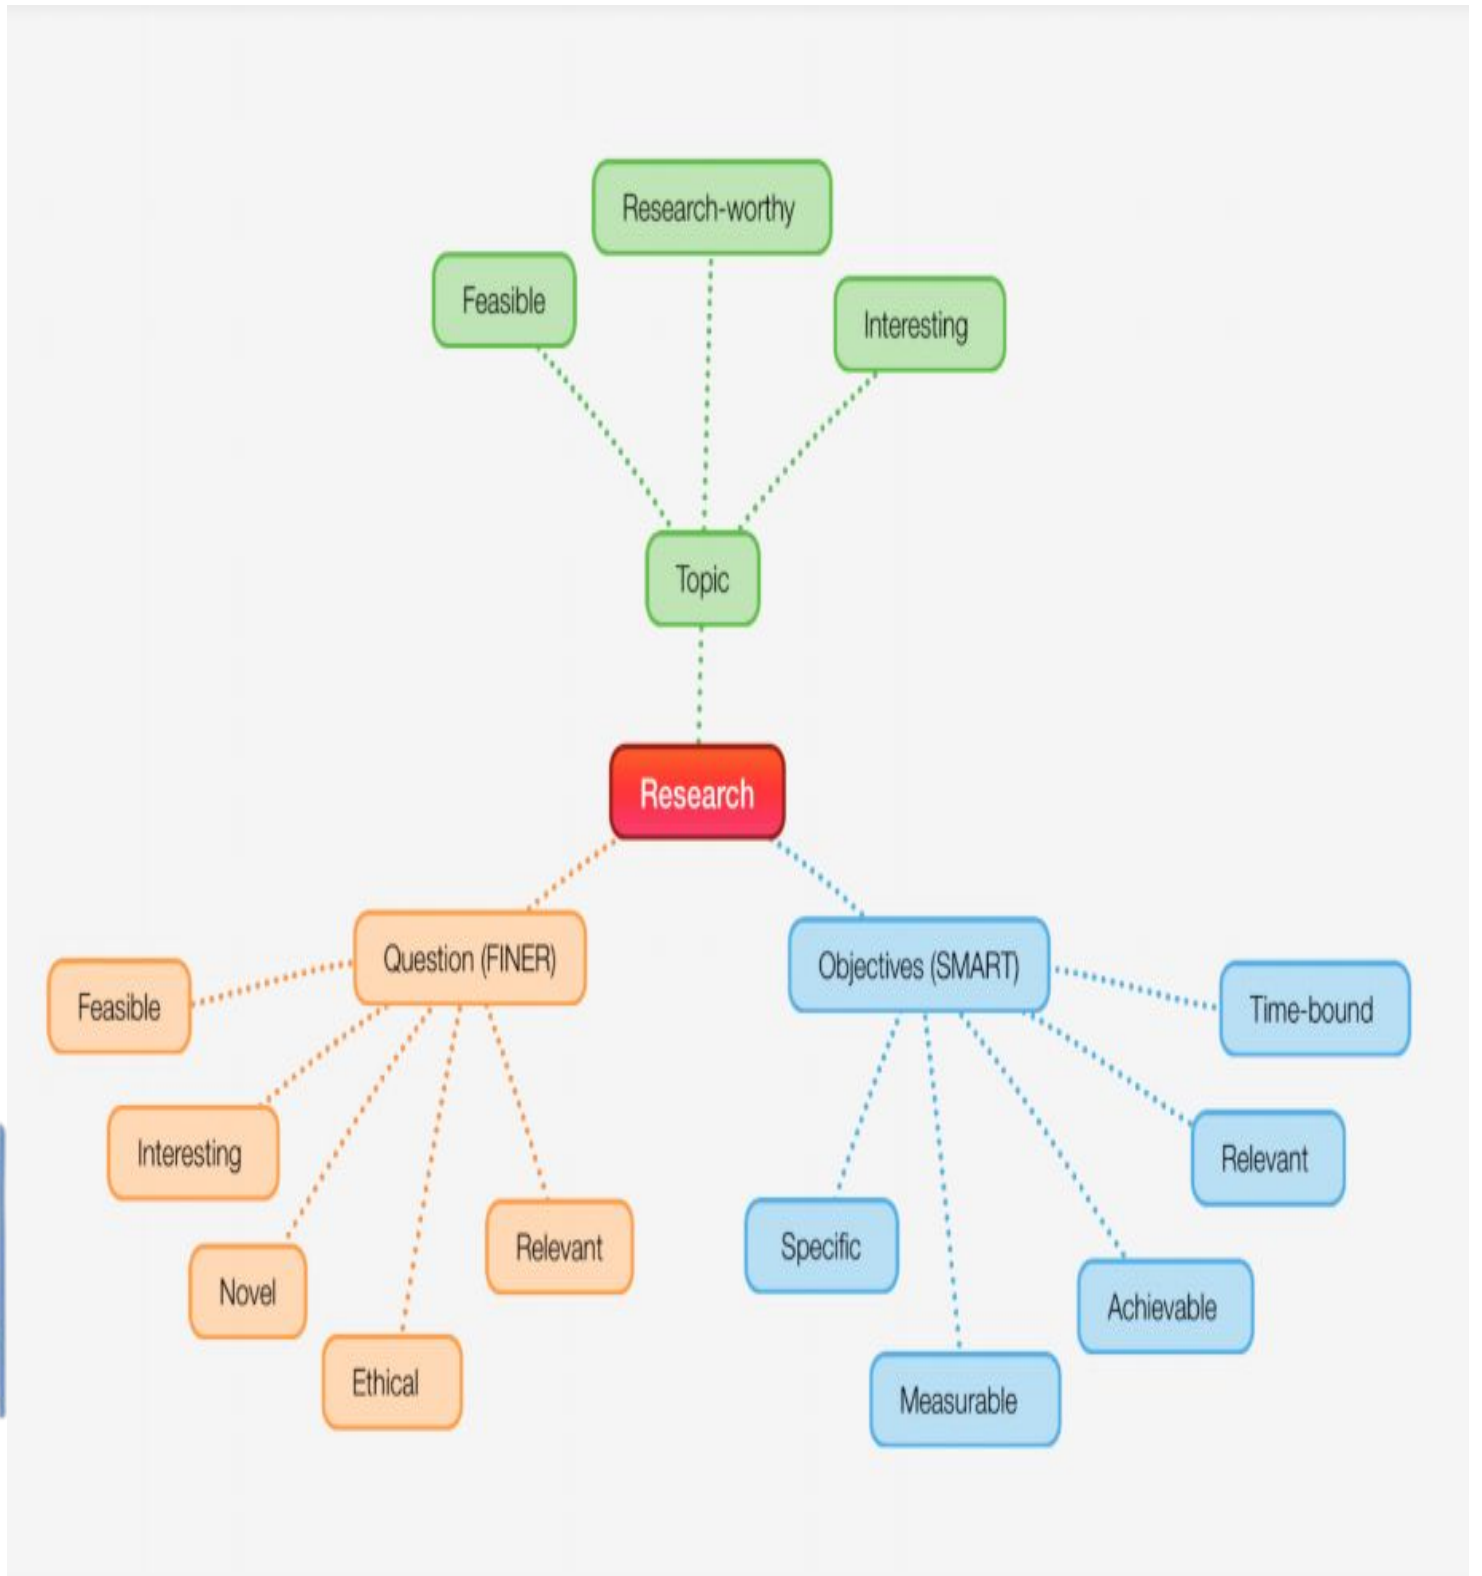 Research-worthy
Feasible
Interesting
Topic
Research
Question (FINER)
Objectives (SMART)
Feasible
Time-bound
Interesting
Relevant
Relevant
Specific
Novel
Achievable
Ethical
Measurable